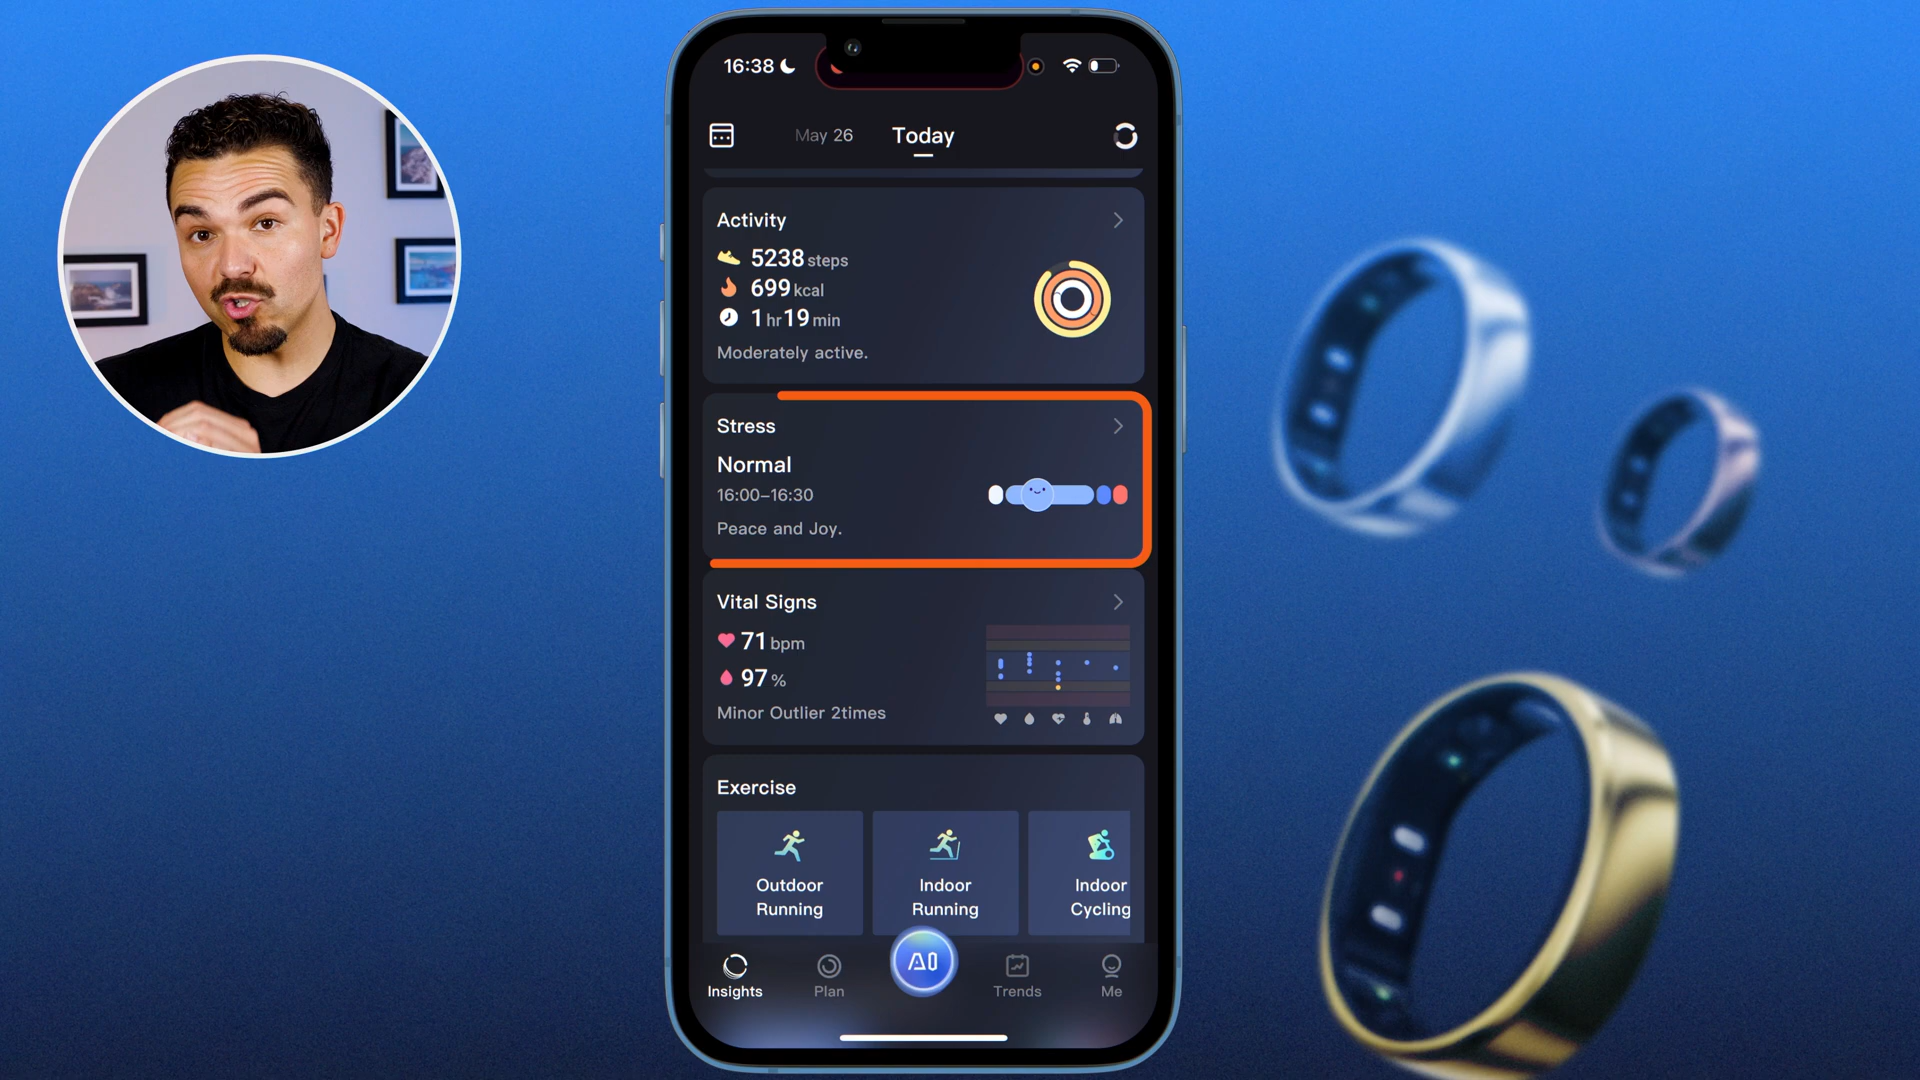 16:38
May 26
Today
Activity
5238 steps
699 kcal
1 hr 19 min
Moderately active.
Stress
Normal
16:00–16:30
Peace and Joy.
Vital Signs
71 bpm
97 %
Minor Outlier 2times
Exercise
Outdoor
Running
Indoor
Running
Indoor
Cycling
AI
Insights
Plan
Trends
Me